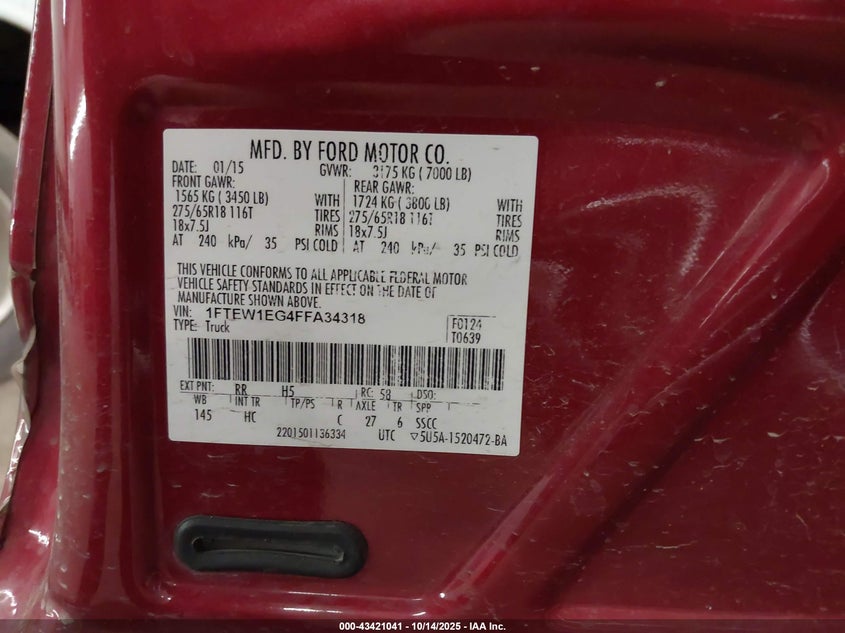 MFD. BY FORD MOTOR CO.
DATE: 01/15 GVWR: 3175 KG ( 7000 LB)
FRONT GAWR: REAR GAWR:
1565 KG ( 3450 LB) WITH 1724 KG ( 3800 LB) WITH
275/65R18 116T TIRES 275/65R18 116T TIRES
18x7.5J RIMS 18x7.5J RIMS
AT 240 kPa/ 35 PSI COLD AT 240 kPa/ 35 PSI COLD
THIS VEHICLE CONFORMS TO ALL APPLICABLE FEDERAL MOTOR
VEHICLE SAFETY STANDARDS IN EFFECT ON THE DATE OF
MANUFACTURE SHOWN ABOVE.
VIN: 1FTEW1EG4FFA34318 F0124
TYPE: Truck T0639
EXT PNT: RR H5 RC: 58 DSO:
WB INT TR TP/PS R AXLE TR SPR
145 HC C 27 6 SSCC
2201501136334 UTC ▽5U5A-1520472-BA
000-43421041 - 10/14/2025 - IAA Inc.